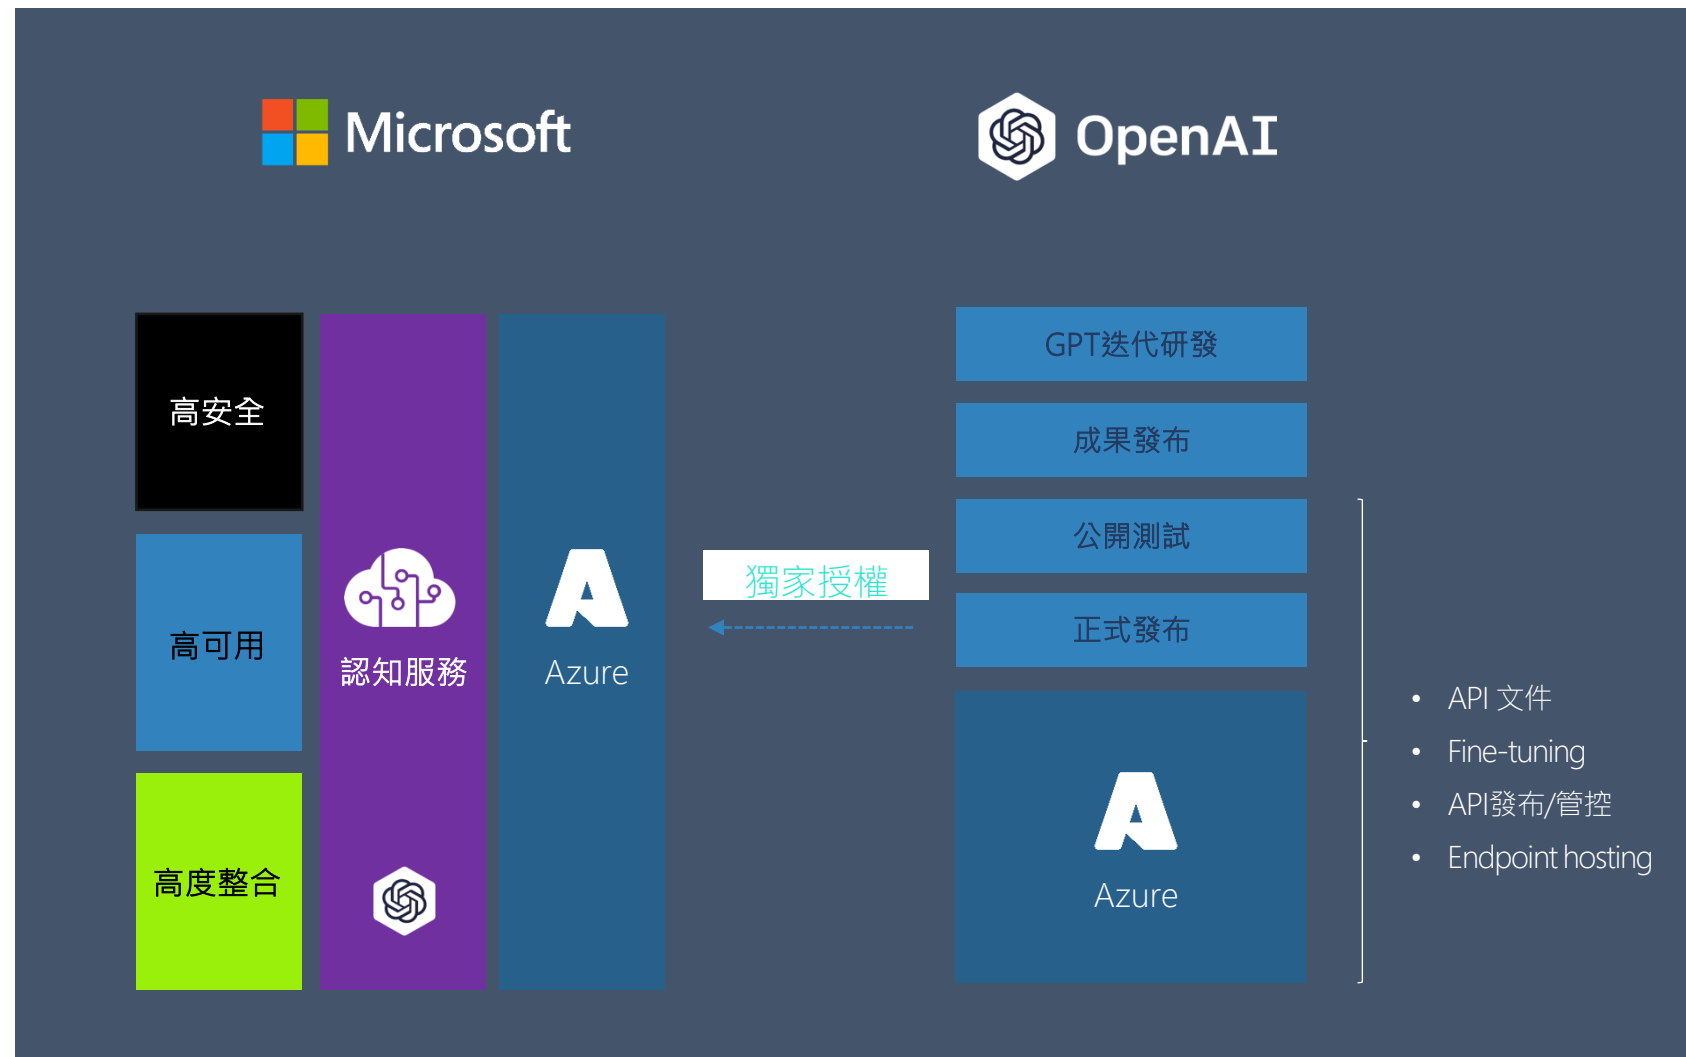 Microsoft
OpenAI
高安全
高可用
高度整合
認知服務
Azure
獨家授權
GPT迭代研發
成果發布
公開測試
正式發布
Azure
• API 文件
• Fine-tuning
• API發布/管控
• Endpoint hosting